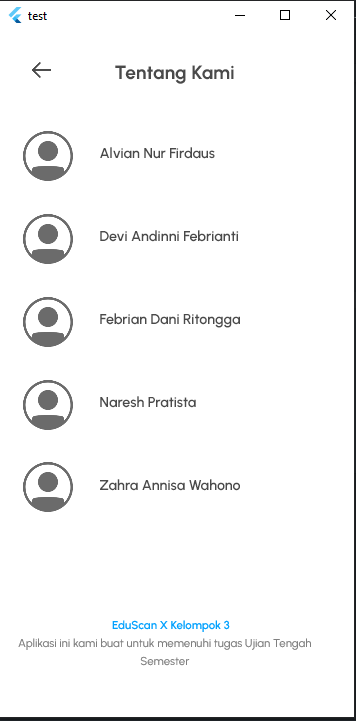 test
Tentang Kami
Alvian Nur Firdaus
Devi Andinni Febrianti
Febrian Dani Ritongga
Naresh Pratista
Zahra Annisa Wahono
EduScan X Kelompok 3
Aplikasi ini kami buat untuk memenuhi tugas Ujian Tengah
Semester